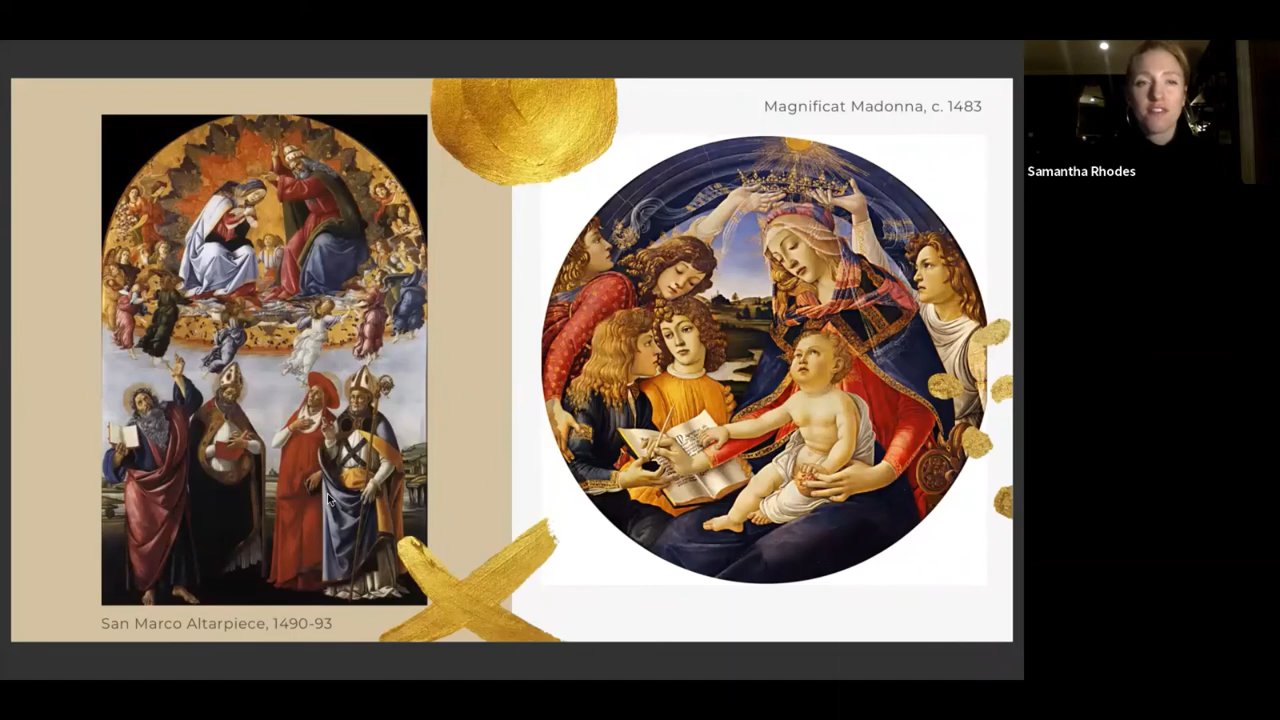 Magnificat Madonna, c. 1483
Samantha Rhodes
San Marco Altarpiece, 1490-93